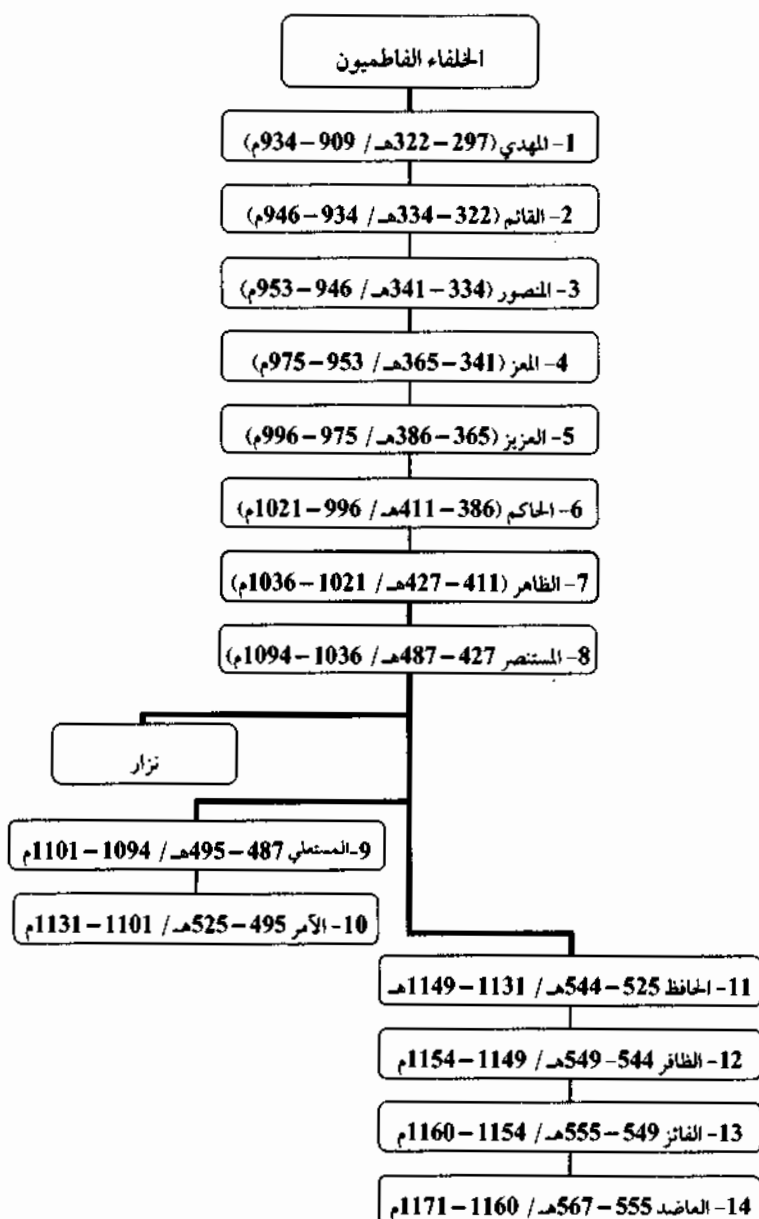 الخلفاء الفاطميون
1- المهدي (297-322هـ/ 909-934م)
2- القائم (322-334هـ/ 934-946م)
3- المنصور (334-341هـ/ 946-953م)
4- المعز (341-365هـ/ 953-975م)
5- العزيز (365-386هـ/ 975-996م)
6- الحاكم (386-411هـ/ 996-1021م)
7- الظاهر (411-427هـ/ 1021-1036م)
8- المستنصر 427-487هـ/ 1036-1094م)
نزار
9-المستعلي 487-495هـ/ 1094-1101م
10- الآمر 495-525هـ/ 1101-1131م
11- الحافظ 525-544هـ/ 1131-1149هـ
12- الظافر 544-549هـ/ 1149-1154م
13- الفائز 549-555هـ/ 1154-1160م
14- العاضد 555-567هـ/ 1160-1171م